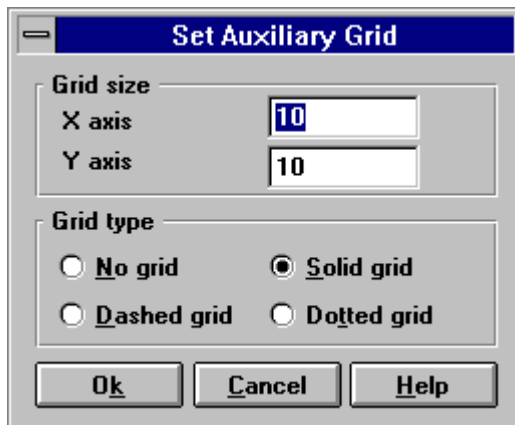 Set Auxiliary Grid
Grid size
X axis 10
Y axis 10
Grid type
No grid Solid grid
Dashed grid Dotted grid
Ok Cancel Help